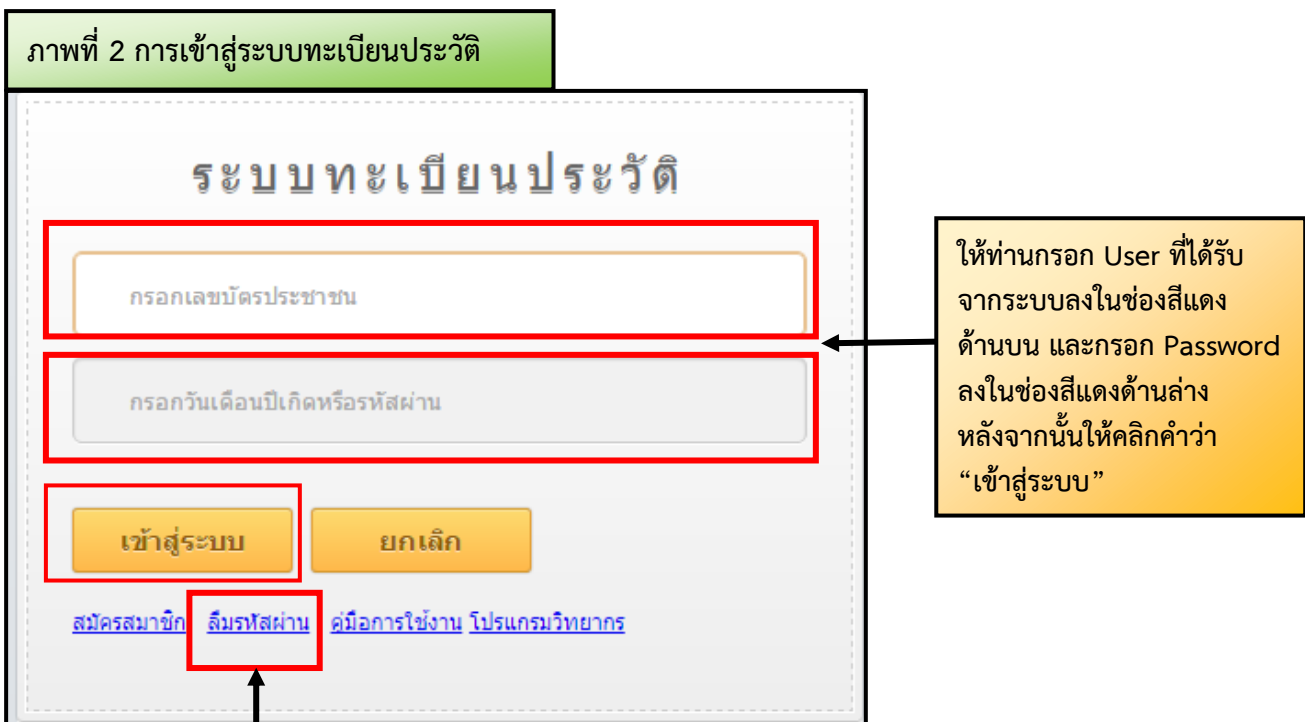 ภาพที่ 2 การเข้าสู่ระบบทะเบียนประวัติ
ระบบทะเบียนประวัติ
กรอกเลขบัตรประชาชน
กรอกวันเดือนปีเกิดหรือรหัสผ่าน
เข้าสู่ระบบ ยกเลิก
สมัครสมาชิก ลืมรหัสผ่าน คู่มือการใช้งาน โปรแกรมวิทยากร
ให้ท่านกรอก User ที่ได้รับ
จากระบบลงในช่องสีแดง
ด้านบน และกรอก Password
ลงในช่องสีแดงด้านล่าง
หลังจากนั้นให้คลิกคำว่า
“เข้าสู่ระบบ”